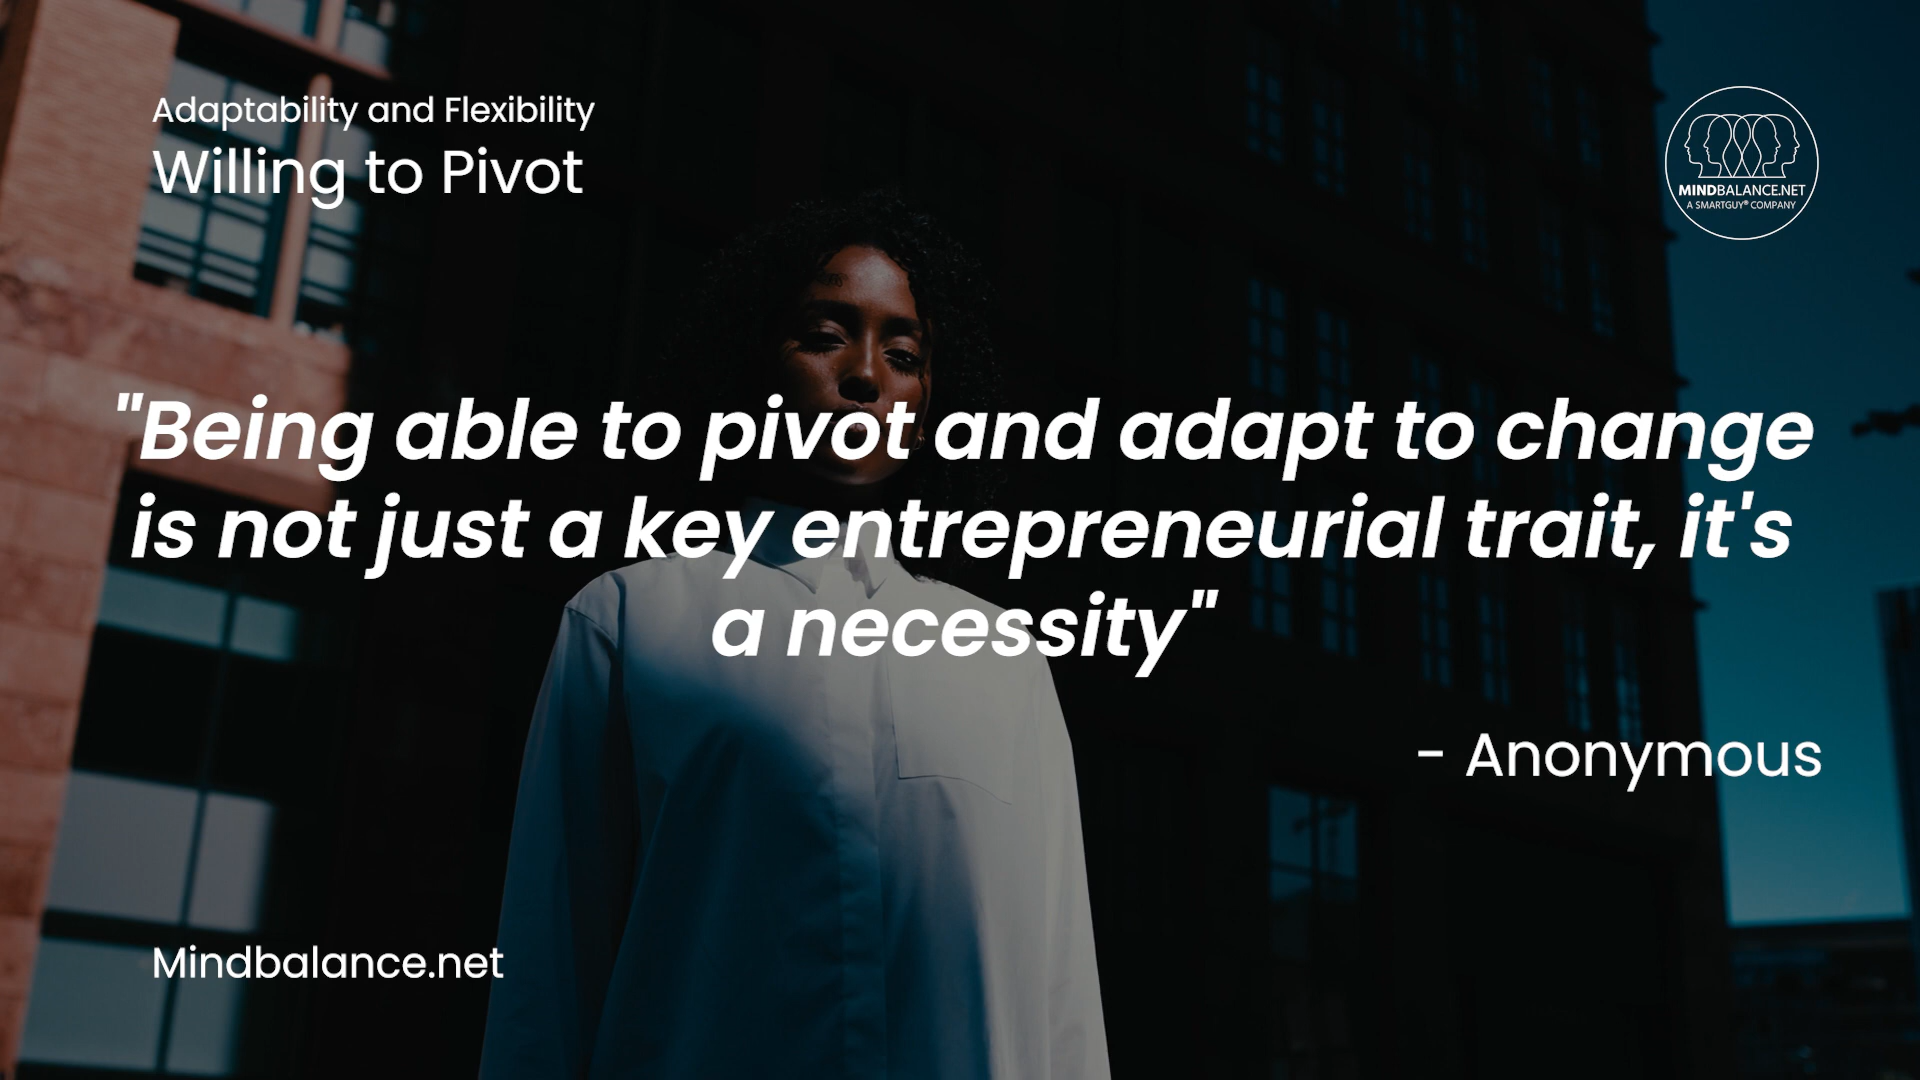 Adaptability and Flexibility
Willing to Pivot
MINDBALANCE.NET
A SMARTGUY® COMPANY
"Being able to pivot and adapt to change
is not just a key entrepreneurial trait, it's
a necessity"
- Anonymous
Mindbalance.net